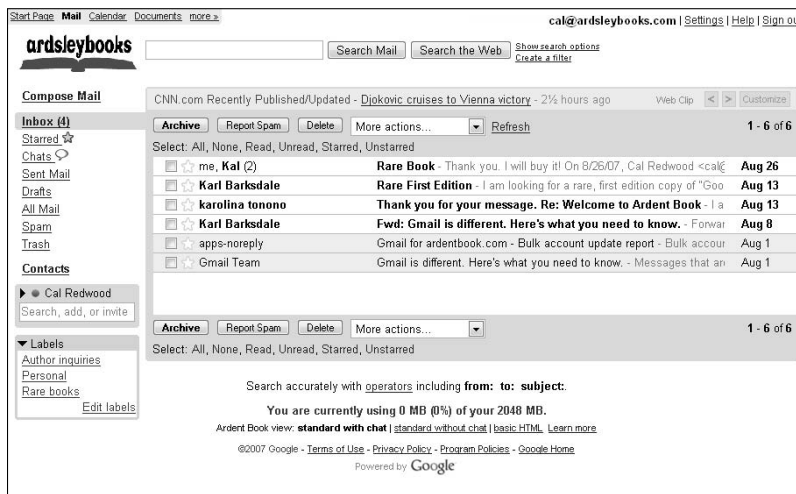 Start Page Mail Calendar Documents more »
cal@ardsleybooks.com | Settings | Help | Sign ou
ardsleybooks
Search Mail Search the Web Show search options
Create a filter
Compose Mail
CNN.com Recently Published/Updated - Djokovic cruises to Vienna victory - 2½ hours ago Web Clip < > Customize
Inbox (4)
Starred
Chats
Sent Mail
Drafts
All Mail
Spam
Trash
Contacts
Archive Report Spam Delete More actions... Refresh 1 - 6 of 6
Select: All, None, Read, Unread, Starred, Unstarred
me, Kal (2) Rare Book - Thank you. I will buy it! On 8/26/07, Cal Redwood <cal@ Aug 26
Karl Barksdale Rare First Edition - I am looking for a rare, first edition copy of "Goo Aug 13
karolina tonono Thank you for your message. Re: Welcome to Ardent Book - I a Aug 13
Karl Barksdale Fwd: Gmail is different. Here's what you need to know. - Forwar Aug 8
apps-noreply Gmail for ardentbook.com - Bulk account update report - Bulk accour Aug 1
Gmail Team Gmail is different. Here's what you need to know. - Messages that are Aug 1
Cal Redwood
Search, add, or invite
Labels
Author inquiries
Personal
Rare books
Edit labels
Archive Report Spam Delete More actions... 1 - 6 of 6
Select: All, None, Read, Unread, Starred, Unstarred
Search accurately with operators including from: to: subject:.
You are currently using 0 MB (0%) of your 2048 MB.
Ardent Book view: standard with chat | standard without chat | basic HTML Learn more
©2007 Google - Terms of Use - Privacy Policy - Program Policies - Google Home
Powered by Google